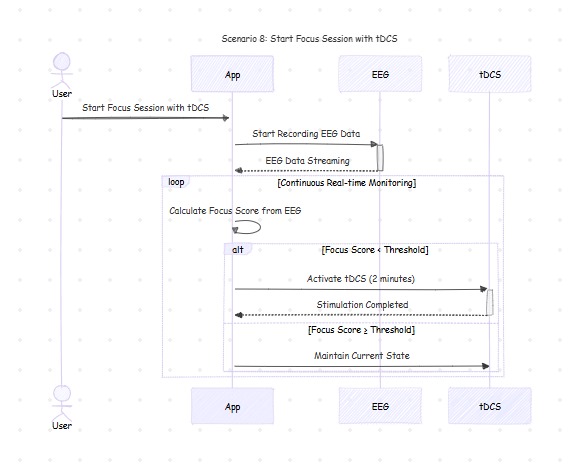 Scenario 8: Start Focus Session with tDCS
User
App
EEG
tDCS
Start Focus Session with tDCS
Start Recording EEG Data
EEG Data Streaming
loop
[Continuous Real-time Monitoring]
Calculate Focus Score from EEG
alt
[Focus Score < Threshold]
Activate tDCS (2 minutes)
Stimulation Completed
[Focus Score ≥ Threshold]
Maintain Current State
User
App
EEG
tDCS